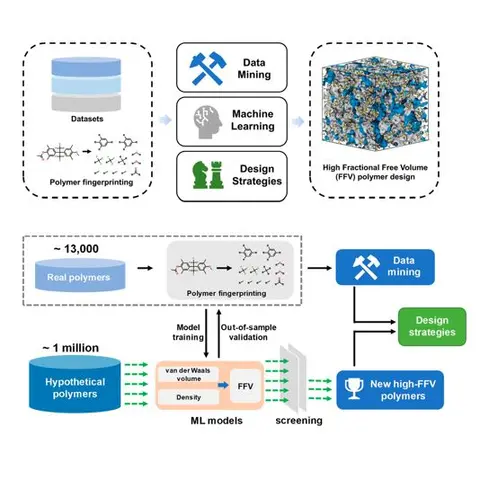 Datasets
Polymer fingerprinting
Data
Mining
Machine
Learning
Design
Strategies
High Fractional Free Volume
(FFV) polymer design
~ 13,000
Real polymers
Polymer fingerprinting
Data
mining
Model
training
Out-of-sample
validation
Design
strategies
~ 1 million
Hypothetical
polymers
van der Waals
volume
Density
FFV
ML models
screening
New high-FFV
polymers